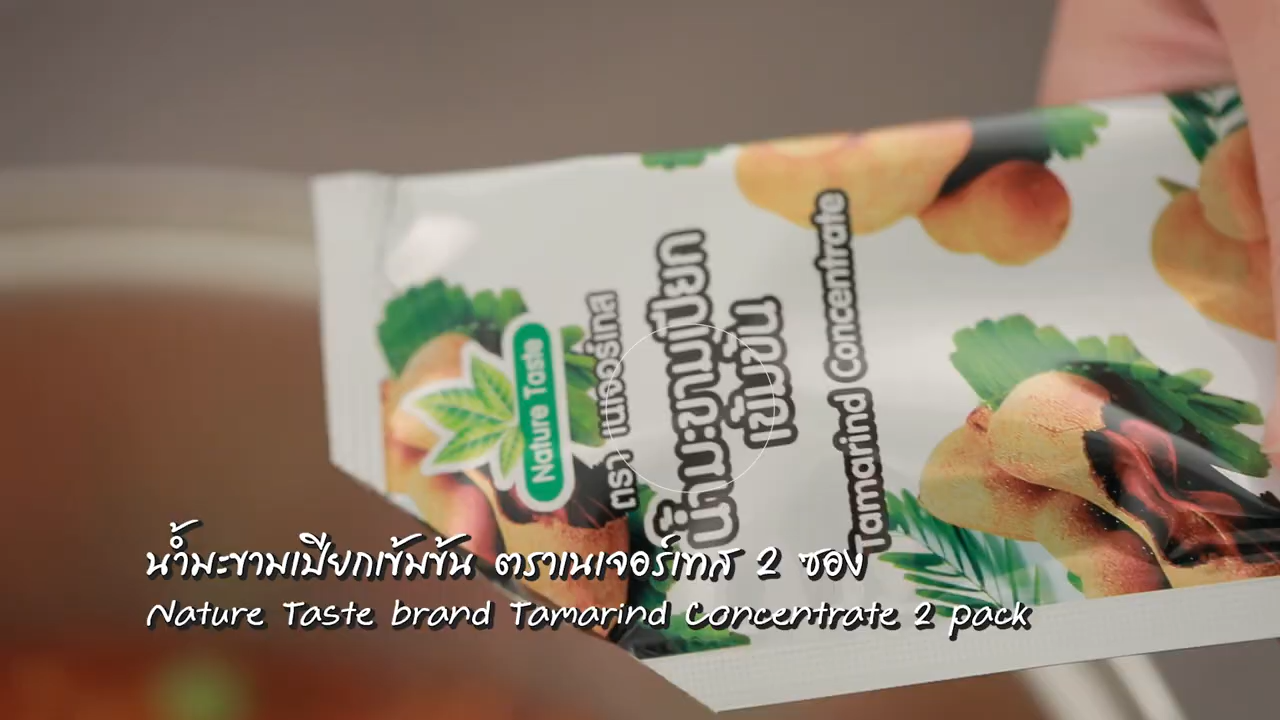 Nature Taste
ตรา เนเจอร์เทส
น้ำมะขามเปียก
เข้มข้น
Tamarind Concentrate
น้ำมะขามเปียกเข้มข้น ตราเนเจอร์เทส 2 ซอง
Nature Taste brand Tamarind Concentrate 2 pack